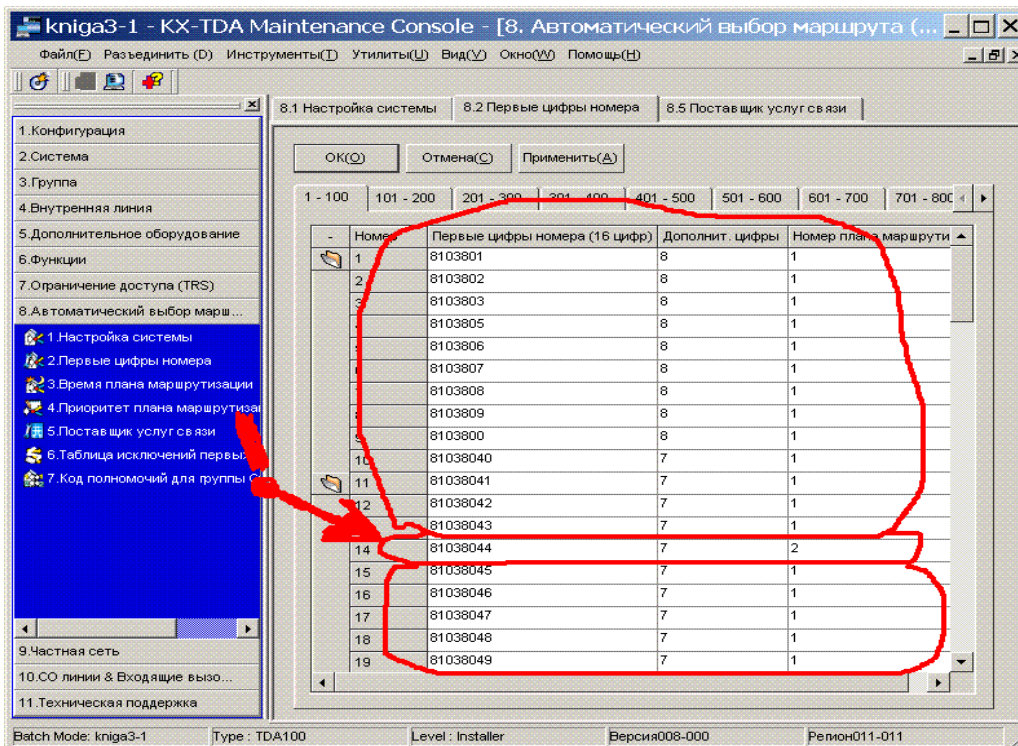 kniga3-1 - KX-TDA Maintenance Console - [8. Автоматический выбор маршрута (...
Файл(F) Разъединить (D) Инструменты(T) Утилиты(U) Вид(V) Окно(W) Помощь(H)
8.1 Настройка системы 8.2 Первые цифры номера 8.5 Поставщик услуг связи
1.Конфигурация
2.Система
3.Группа
4.Внутренняя линия
5.Дополнительное оборудование
6.Функции
7.Ограничение доступа (TRS)
8.Автоматический выбор марш...
1.Настройка системы
2.Первые цифры номера
3.Время плана маршрутизации
4.Приоритет плана маршрутиза
5.Поставщик услуг связи
6.Таблица исключений первы
7.Код полномочий для группы
9.Частная сеть
10.CO линии & Входящие вызо...
11.Техническая поддержка
OK(O) Отмена(C) Применить(A)
1 - 100 101 - 200 201 - 300 301 - 400 401 - 500 501 - 600 601 - 700 701 - 800
- Номер Первые цифры номера (16 цифр) Дополнит. цифры Номер плана маршрути
1 8103801 8 1
2 8103802 8 1
3 8103803 8 1
8103805 8 1
8103806 8 1
8103807 8 1
8103808 8 1
8103809 8 1
9 8103800 8 1
10 81038040 7 1
11 81038041 7 1
12 81038042 7 1
81038043 7 1
14 81038044 7 2
15 81038045 7 1
16 81038046 7 1
17 81038047 7 1
18 81038048 7 1
19 81038049 7 1
Batch Mode: kniga3-1 Type : TDA100 Level : Installer Версия008-000 Регион011-011